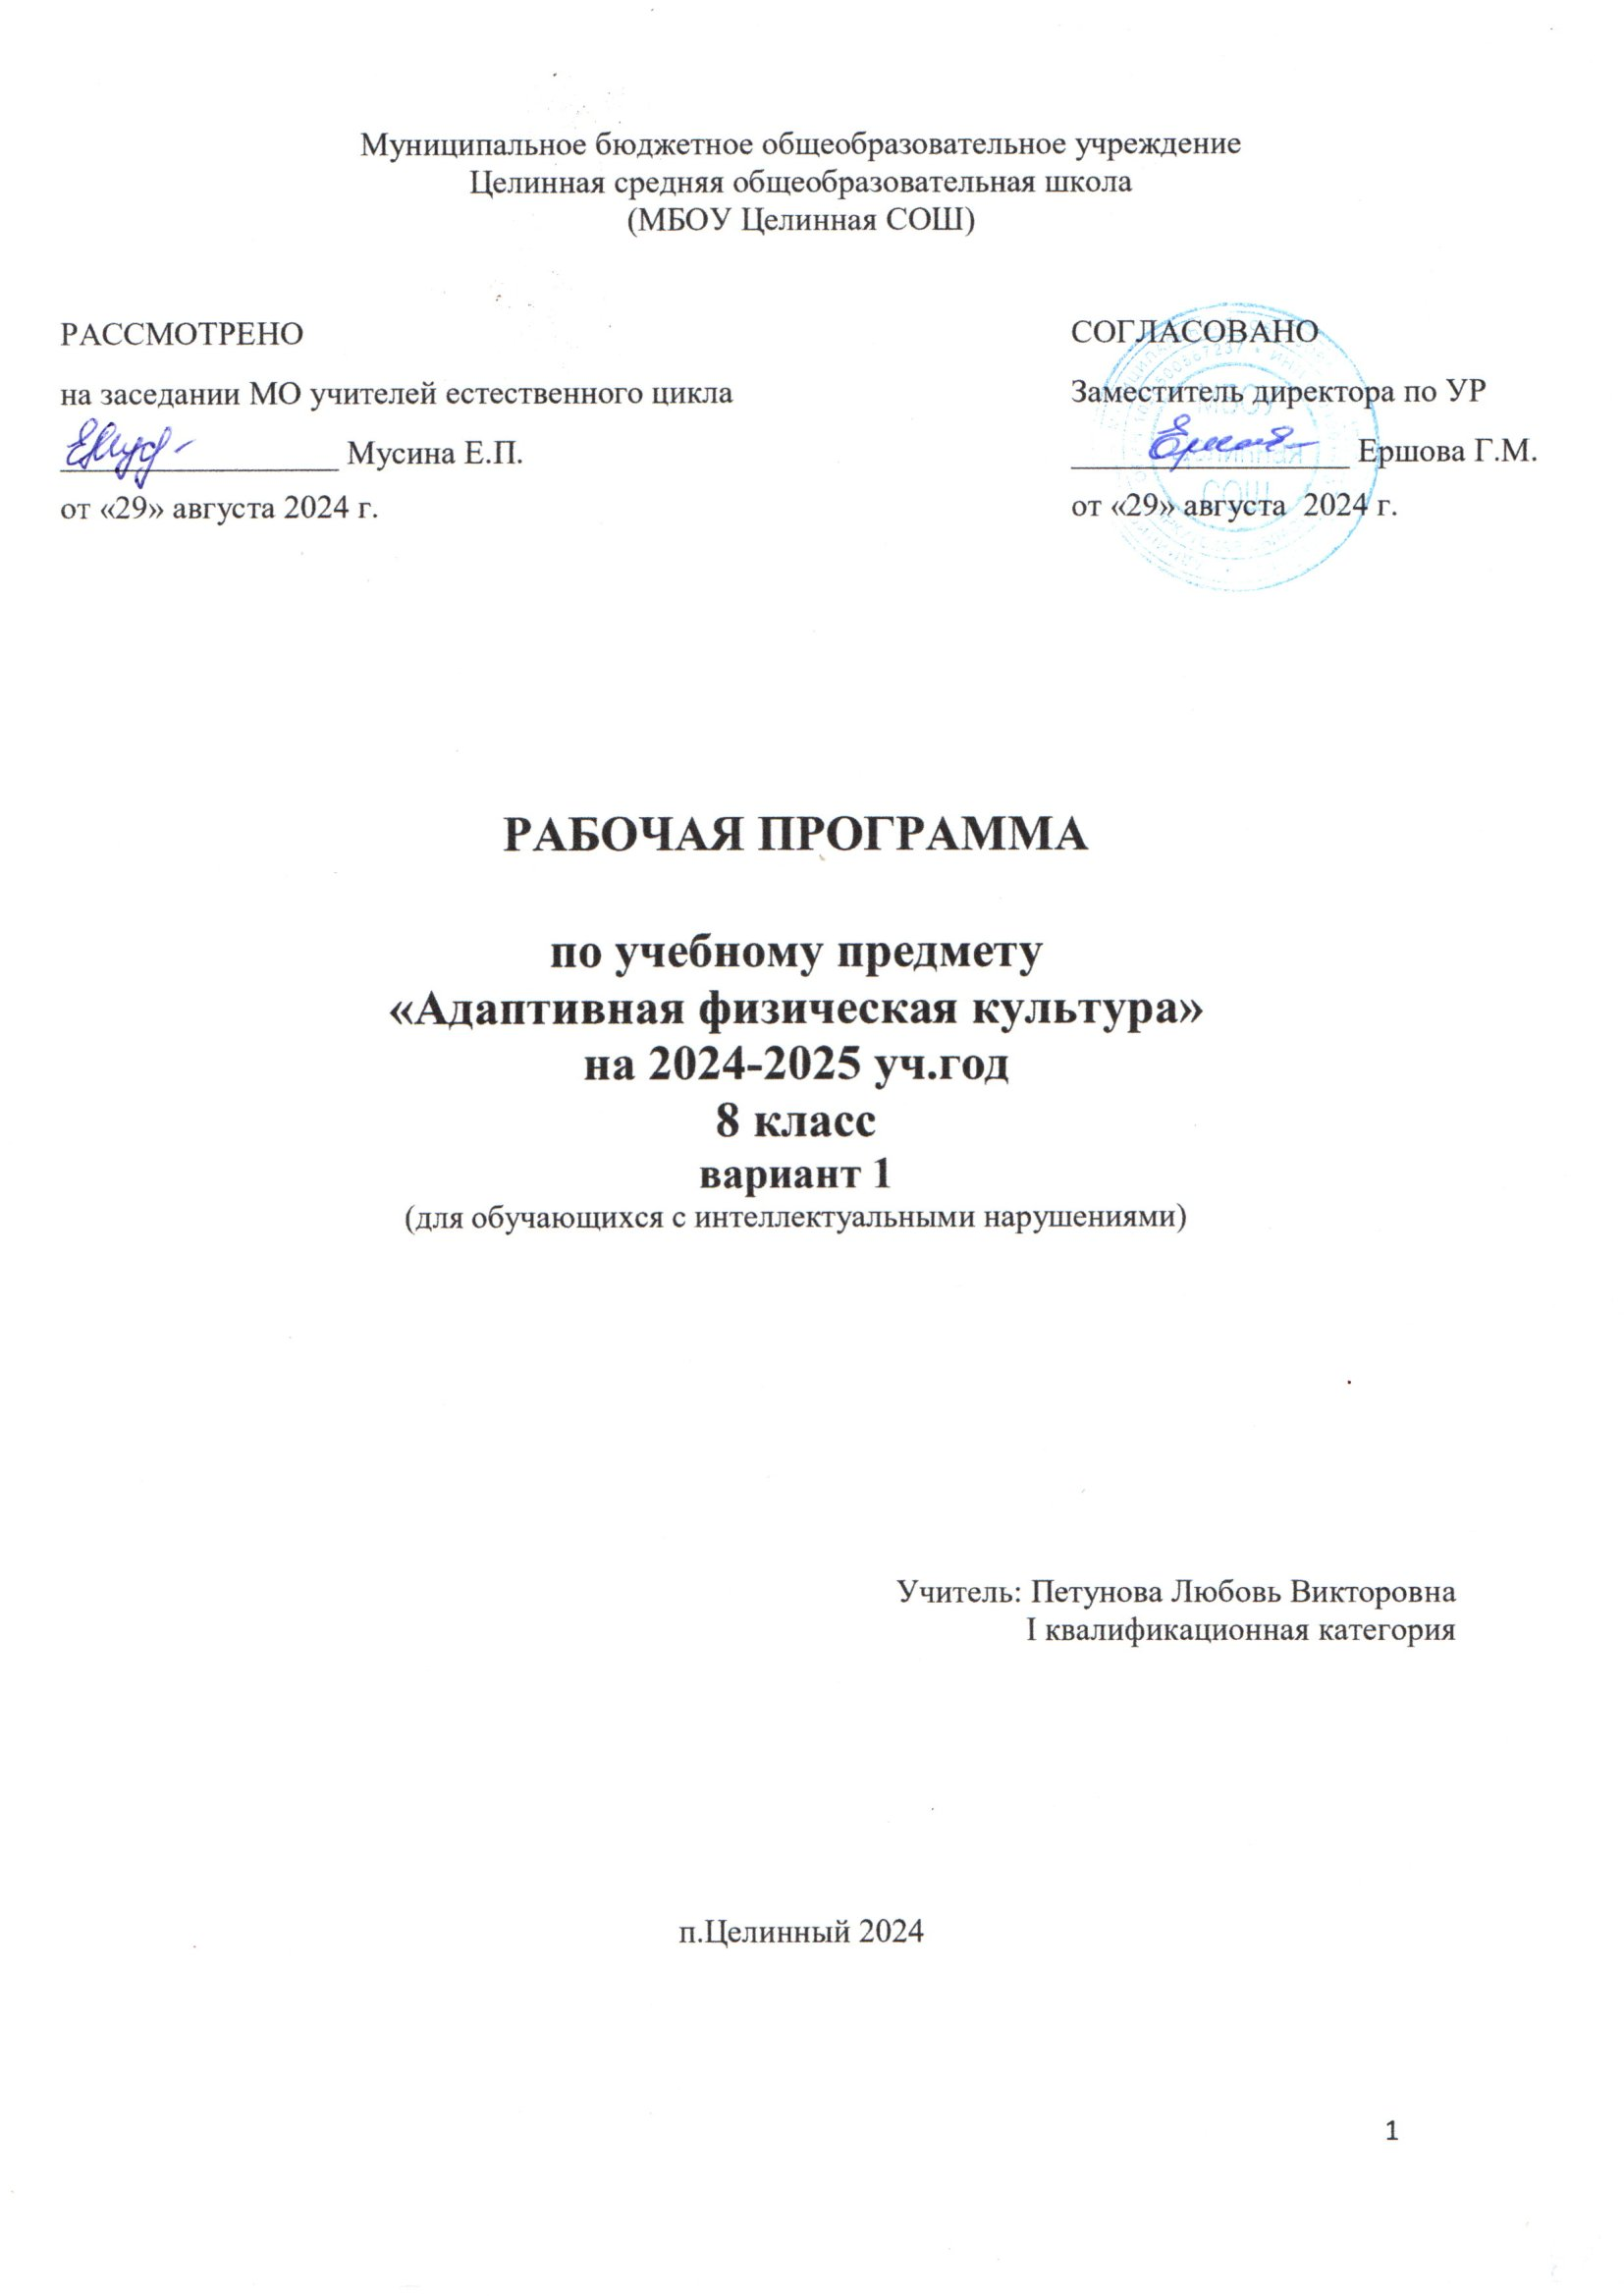 Муниципальное бюджетное общеобразовательное учреждение
Целинная средняя общеобразовательная школа
(МБОУ Целинная СОШ)
РАССМОТРЕНО
на заседании МО учителей естественного цикла
Мусина Е.П.
от «29» августа 2024 г.
СОГЛАСОВАНО
Заместитель директора по УР
Ершова Г.М.
от «29» августа 2024 г.
МБОУ
Целинная
СОШ
РАБОЧАЯ ПРОГРАММА
по учебному предмету
«Адаптивная физическая культура»
на 2024-2025 уч.год
8 класс
вариант 1
(для обучающихся с интеллектуальными нарушениями)
Учитель: Петунова Любовь Викторовна
I квалификационная категория
п.Целинный 2024
1